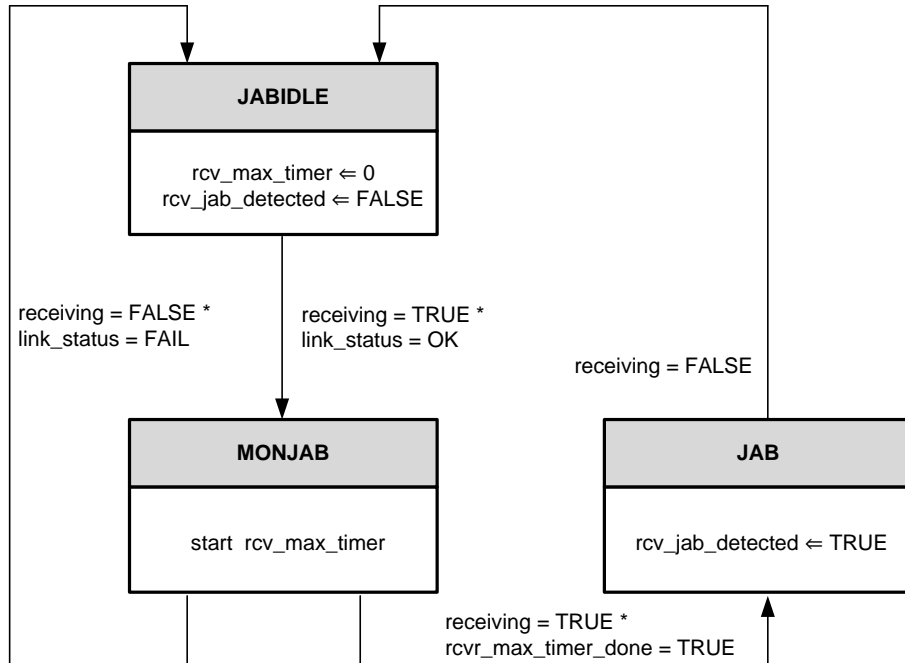 JABIDLE
rcv_max_timer ⇐ 0
rcv_jab_detected ⇐ FALSE
receiving = FALSE *
link_status = FAIL
receiving = TRUE *
link_status = OK
receiving = FALSE
MONJAB
start rcv_max_timer
JAB
rcv_jab_detected ⇐ TRUE
receiving = TRUE *
rcvr_max_timer_done = TRUE